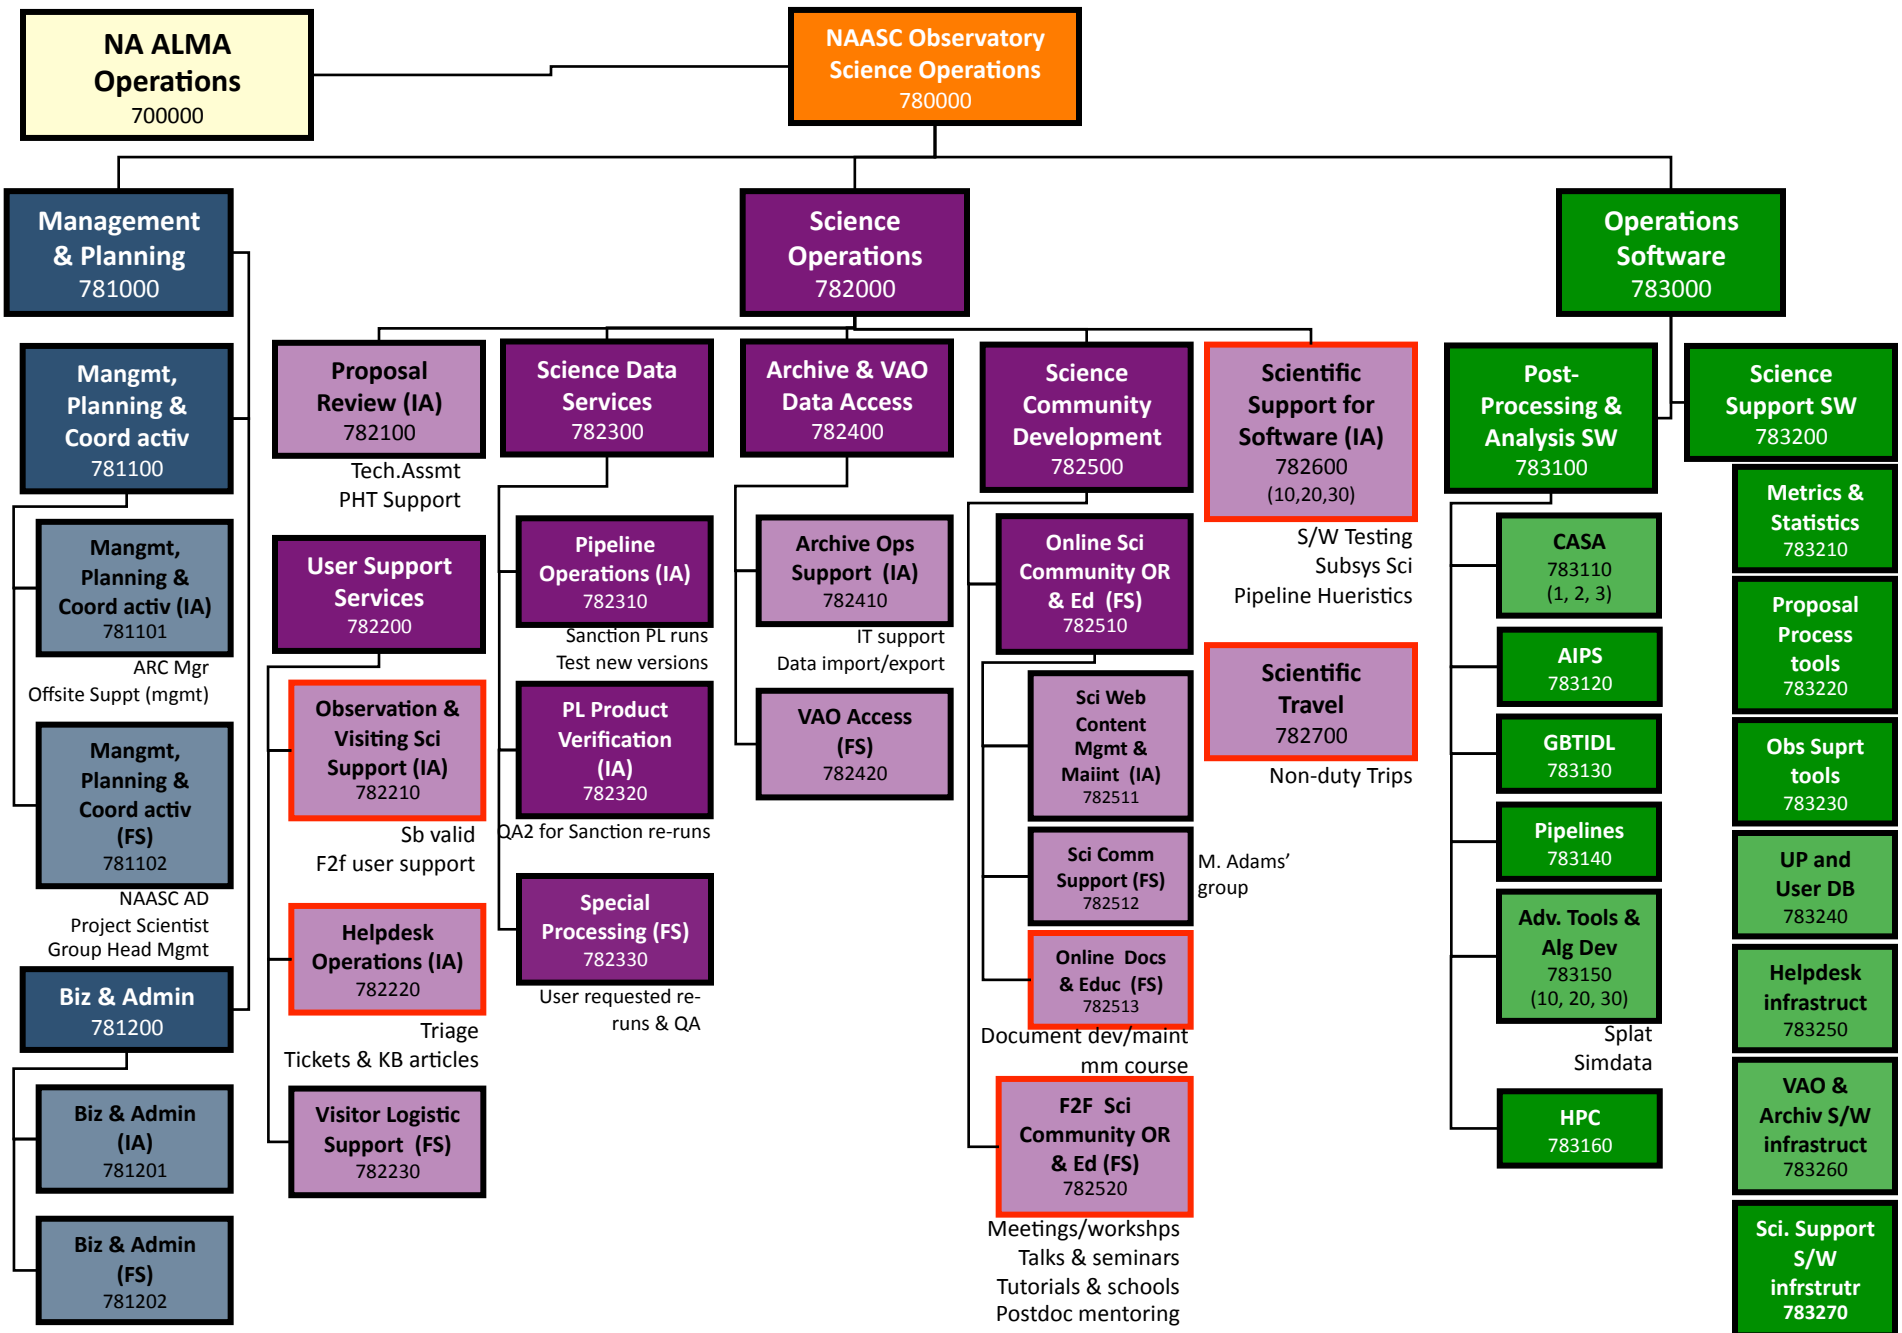 NA ALMA
Operations
700000
NAASC Observatory
Science Operations
780000
Management
& Planning
781000
Science
Operations
782000
Operations
Software
783000
Mangmt,
Planning &
Coord activ
781100
Mangmt,
Planning &
Coord activ (IA)
781101
ARC Mgr
Offsite Suppt (mgmt)
Mangmt,
Planning &
Coord activ
(FS)
781102
NAASC AD
Project Scientist
Group Head Mgmt
Biz & Admin
781200
Biz & Admin
(IA)
781201
Biz & Admin
(FS)
781202
Proposal
Review (IA)
782100
Tech.Assmt
PHT Support
User Support
Services
782200
Observation &
Visiting Sci
Support (IA)
782210
Sb valid
F2f user support
Helpdesk
Operations (IA)
782220
Triage
Tickets & KB articles
Visitor Logistic
Support (FS)
782230
Science Data
Services
782300
Pipeline
Operations (IA)
782310
Sanction PL runs
Test new versions
PL Product
Verification
(IA)
782320
QA2 for Sanction re-runs
Special
Processing (FS)
782330
User requested re-
runs & QA
Archive & VAO
Data Access
782400
Archive Ops
Support (IA)
782410
IT support
Data import/export
VAO Access
(FS)
782420
Science
Community
Development
782500
Online Sci
Community OR
& Ed (FS)
782510
Sci Web
Content
Mgmt &
Maiint (IA)
782511
Sci Comm
Support (FS)
782512
M. Adams'
group
Online Docs
& Educ (FS)
782513
Document dev/maint
mm course
F2F Sci
Community OR
& Ed (FS)
782520
Meetings/workshps
Talks & seminars
Tutorials & schools
Postdoc mentoring
Scientific
Support for
Software (IA)
782600
(10,20,30)
S/W Testing
Subsys Sci
Pipeline Hueristics
Scientific
Travel
782700
Non-duty Trips
Post-
Processing &
Analysis SW
783100
CASA
783110
(1, 2, 3)
AIPS
783120
GBTIDL
783130
Pipelines
783140
Adv. Tools &
Alg Dev
783150
(10, 20, 30)
Splat
Simdata
HPC
783160
Science
Support SW
783200
Metrics &
Statistics
783210
Proposal
Process
tools
783220
Obs Suprt
tools
783230
UP and
User DB
783240
Helpdesk
infrastruct
783250
VAO &
Archiv S/W
infrastruct
783260
Sci. Support
S/W
infrstrutr
783270